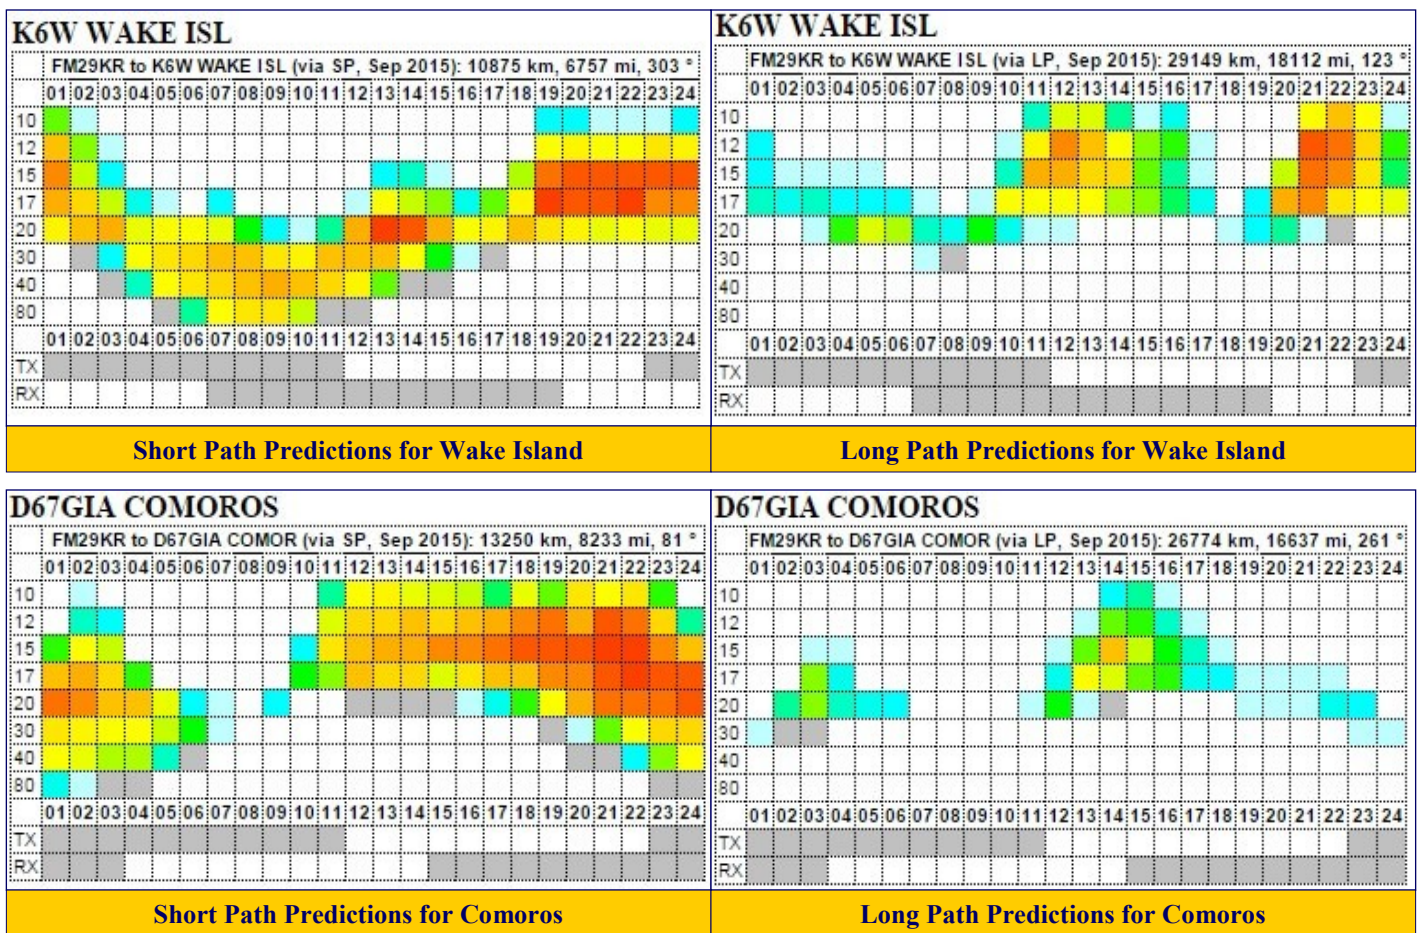 K6W WAKE ISL
FM29KR to K6W WAKE ISL (via SP, Sep 2015): 10875 km, 6757 mi, 303 °
01 02 03 04 05 06 07 08 09 10 11 12 13 14 15 16 17 18 19 20 21 22 23 24
10
12
15
17
20
30
40
80
01 02 03 04 05 06 07 08 09 10 11 12 13 14 15 16 17 18 19 20 21 22 23 24
TX
RX
Short Path Predictions for Wake Island
K6W WAKE ISL
FM29KR to K6W WAKE ISL (via LP, Sep 2015): 29149 km, 18112 mi, 123 °
01 02 03 04 05 06 07 08 09 10 11 12 13 14 15 16 17 18 19 20 21 22 23 24
10
12
15
17
20
30
40
80
01 02 03 04 05 06 07 08 09 10 11 12 13 14 15 16 17 18 19 20 21 22 23 24
TX
RX
Long Path Predictions for Wake Island
D67GIA COMOROS
FM29KR to D67GIA COMOR (via SP, Sep 2015): 13250 km, 8233 mi, 81 °
01 02 03 04 05 06 07 08 09 10 11 12 13 14 15 16 17 18 19 20 21 22 23 24
10
12
15
17
20
30
40
80
01 02 03 04 05 06 07 08 09 10 11 12 13 14 15 16 17 18 19 20 21 22 23 24
TX
RX
Short Path Predictions for Comoros
D67GIA COMOROS
FM29KR to D67GIA COMOR (via LP, Sep 2015): 26774 km, 16637 mi, 261 °
01 02 03 04 05 06 07 08 09 10 11 12 13 14 15 16 17 18 19 20 21 22 23 24
10
12
15
17
20
30
40
80
01 02 03 04 05 06 07 08 09 10 11 12 13 14 15 16 17 18 19 20 21 22 23 24
TX
RX
Long Path Predictions for Comoros